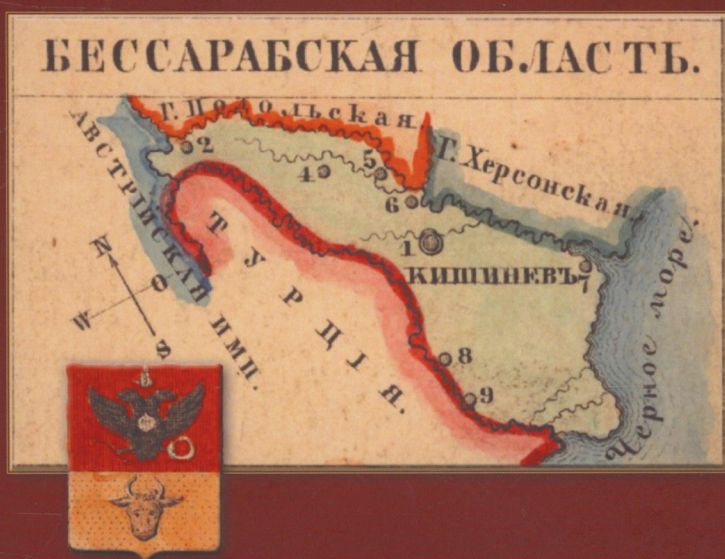 БЕССАРАБСКАЯ ОБЛАСТЬ.
Г. Подольская
АВСТРІЙСКАЯ ИМП.
2
4
5
Г. Херсонская.
6
1
КИШИНЕВЪ
7
ТУРЦІЯ.
Черное море.
N
O
W
S
8
9